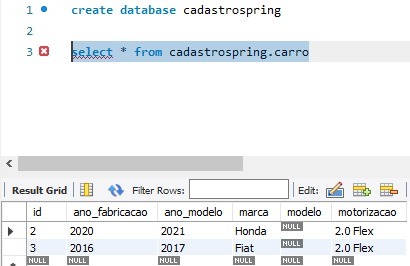 1 create database cadastrospring
2
3 select * from cadastrospring.carro
Result Grid Filter Rows: Edit:
id ano_fabricacao ano_modelo marca modelo motorizacao
2 2020 2021 Honda NULL 2.0 Flex
3 2016 2017 Fiat NULL 2.0 Flex
NULL NULL NULL NULL NULL NULL